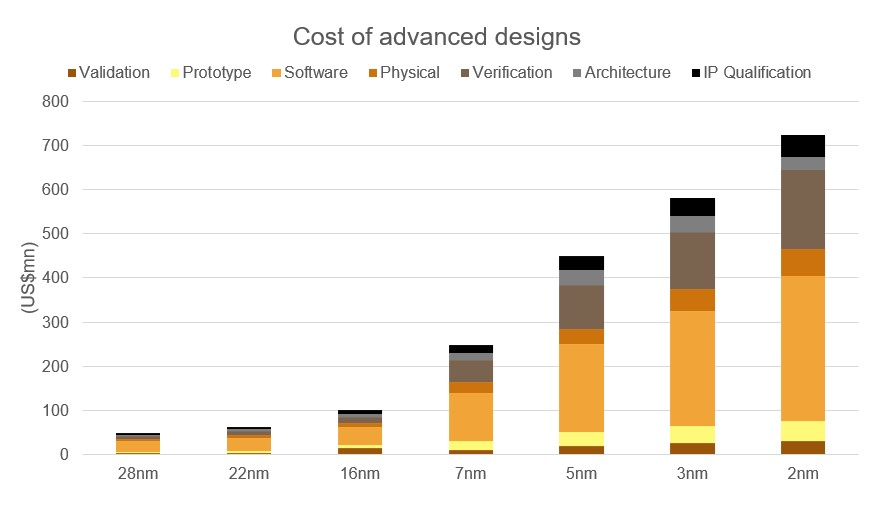 Cost of advanced designs
Validation Prototype Software Physical Verification Architecture IP Qualification
800
700
600
500
400
300
200
100
0
(US$mn)
28nm 22nm 16nm 7nm 5nm 3nm 2nm